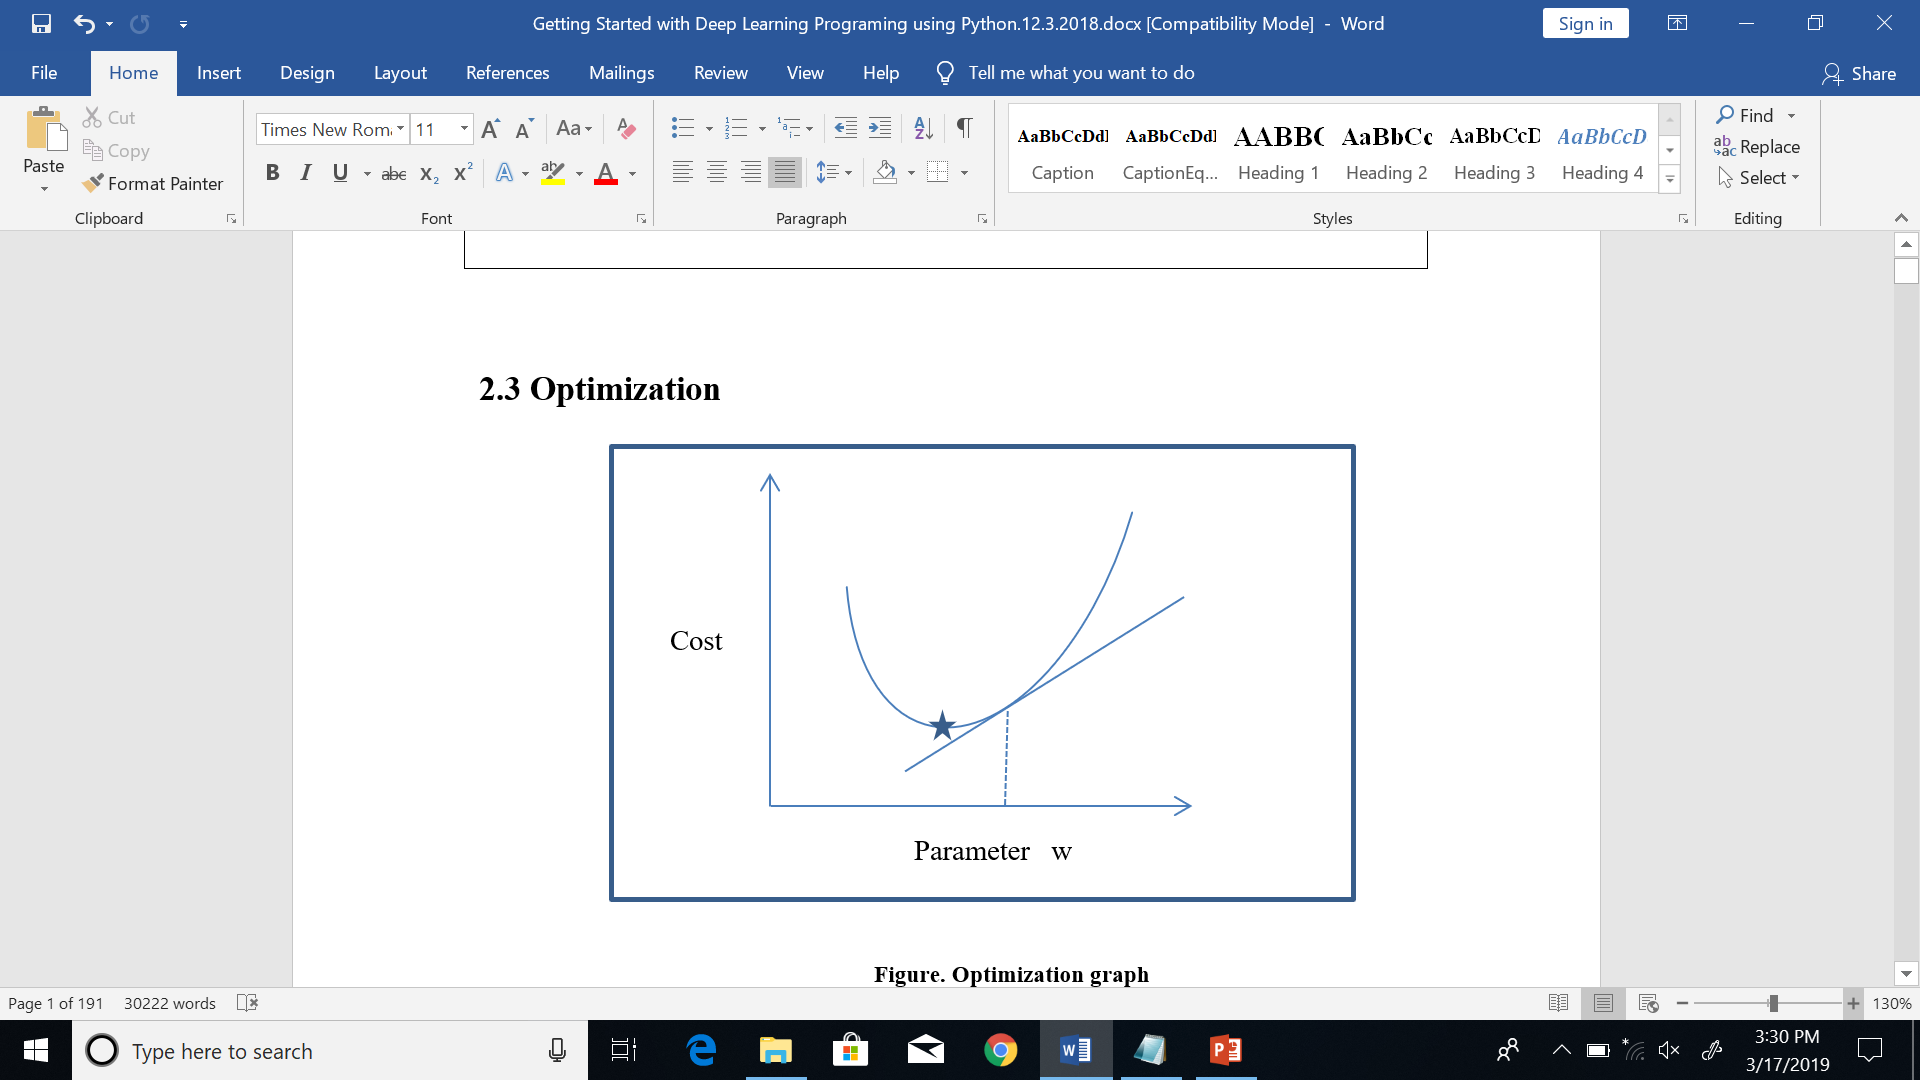 Getting Started with Deep Learning Programing using Python.12.3.2018.docx [Compatibility Mode] - Word
Sign in
File Home Insert Design Layout References Mailings Review View Help Tell me what you want to do Share
Paste
Cut
Copy
Format Painter
Clipboard
Times New Rom 11 Aa
B I U abc X₂ X² A ab A
Font
Paragraph
AaBbCcDdI AaBbCcDdI AABBC AaBbCc AaBbCcD AaBbCcD
Caption CaptionEq... Heading 1 Heading 2 Heading 3 Heading 4
Styles
Find
Replace
Select
Editing
2.3 Optimization
Cost
Parameter w
Figure. Optimization graph
Page 1 of 191 30222 words 130%
Type here to search
3:30 PM
3/17/2019